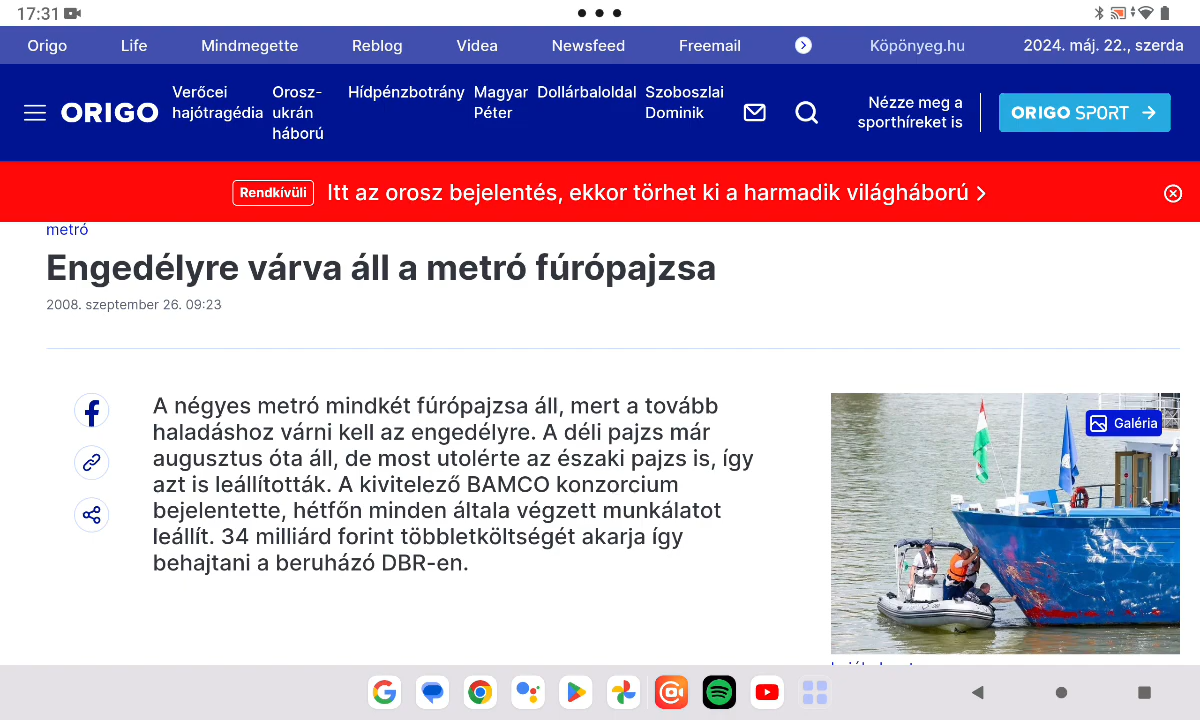 17:31
Origo Life Mindmegette Reblog Videa Newsfeed Freemail Köpönyeg.hu 2024. máj. 22., szerda
ORIGO
Verőcei
hajótragédia
Orosz-
ukrán
háború
Hídpénzbotrány
Magyar
Péter
Dollárbaloldal
Szoboszlai
Dominik
Nézze meg a
sporthíreket is
ORIGO SPORT
Rendkívüli Itt az orosz bejelentés, ekkor törhet ki a harmadik világháború
metró
Engedélyre várva áll a metró fúrópajzsa
2008. szeptember 26. 09:23
A négyes metró mindkét fúrópajzsa áll, mert a tovább
haladáshoz várni kell az engedélyre. A déli pajzs már
augusztus óta áll, de most utolérte az északi pajzs is, így
azt is leállították. A kivitelező BAMCO konzorcium
bejelentette, hétfőn minden általa végzett munkálatot
leállít. 34 milliárd forint többletköltségét akarja így
behajtani a beruházó DBR-en.
Galéria